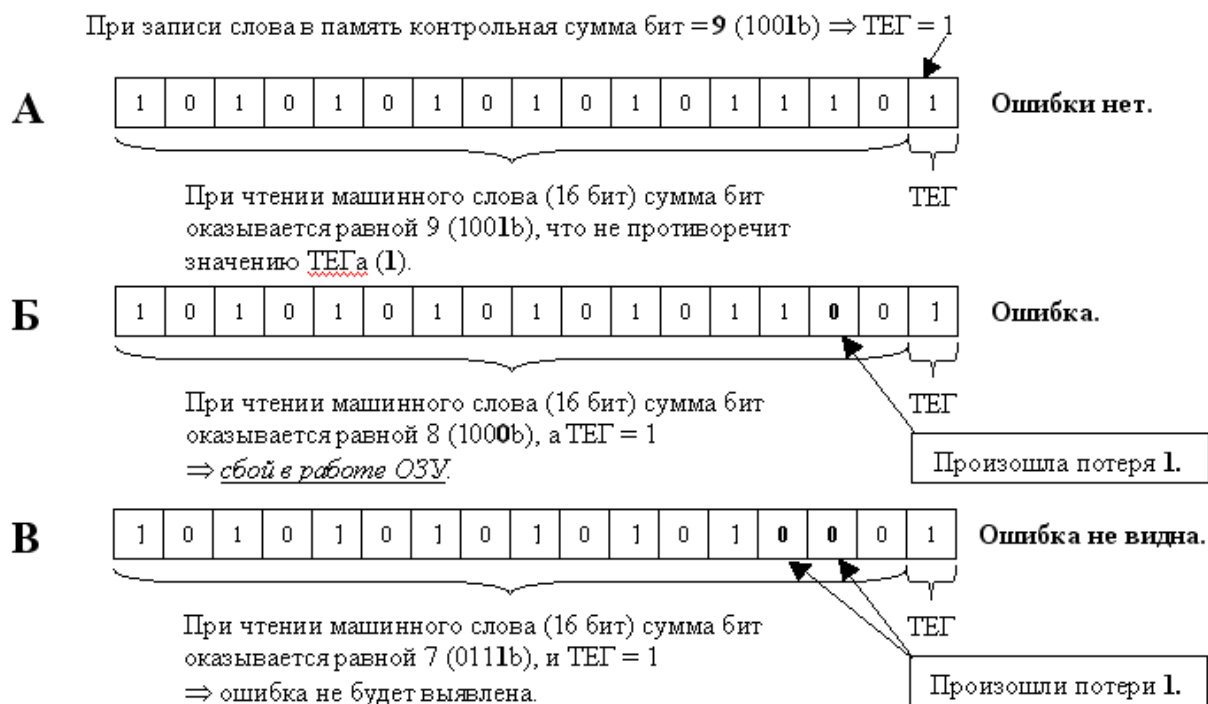 При записи слова в память контрольная сумма бит = 9 (1001b) ⇒ ТЕГ = 1
А
1 0 1 0 1 0 1 0 1 0 1 0 1 1 1 0 1
Ошибки нет.
При чтении машинного слова (16 бит) сумма бит
оказывается равной 9 (1001b), что не противоречит
значению ТЕГа (1).
ТЕГ
Б
1 0 1 0 1 0 1 0 1 0 1 0 1 1 0 0 1
Ошибка.
При чтении машинного слова (16 бит) сумма бит
оказывается равной 8 (1000b), а ТЕГ = 1
⇒ сбой в работе ОЗУ.
ТЕГ
Произошла потеря 1.
В
1 0 1 0 1 0 1 0 1 0 1 0 1 0 0 0 1
Ошибка не видна.
При чтении машинного слова (16 бит) сумма бит
оказывается равной 7 (0111b), и ТЕГ = 1
⇒ ошибка не будет выявлена.
ТЕГ
Произошли потери 1.